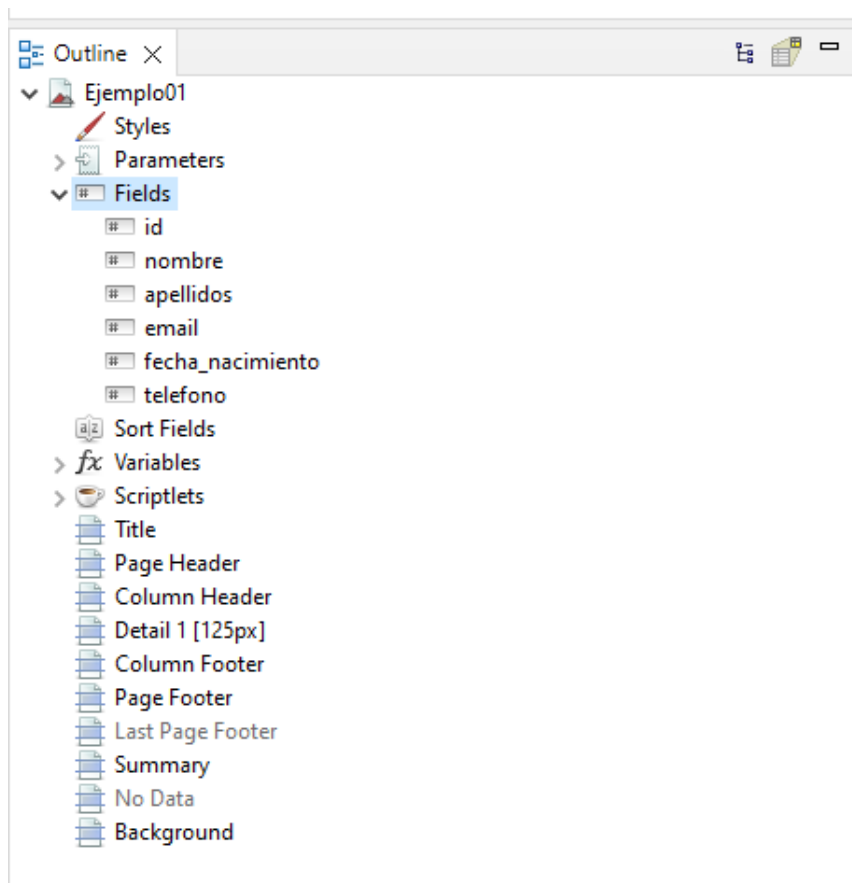 Outline
Ejemplo01
Styles
Parameters
Fields
id
nombre
apellidos
email
fecha_nacimiento
telefono
Sort Fields
Variables
Scriptlets
Title
Page Header
Column Header
Detail 1 [125px]
Column Footer
Page Footer
Last Page Footer
Summary
No Data
Background